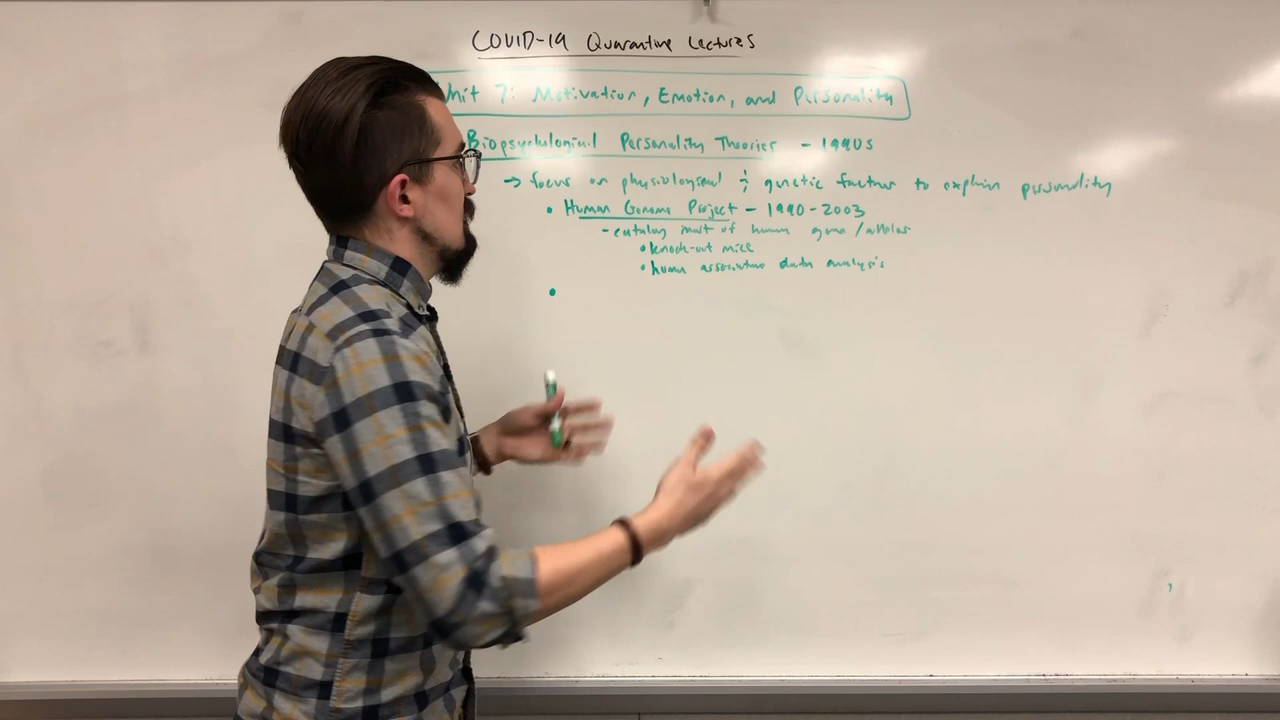 COVID-19 Quarantine Lectures
Unit 7: Motivation, Emotion, and Personality
Biopsychological Personality Theories - 1990s
→ focus on physiological & genetic factors to explain personality
• Human Genome Project - 1990-2003
- catalog most of human genes/alleles
• knock-out mice
• human associative data analysis
•